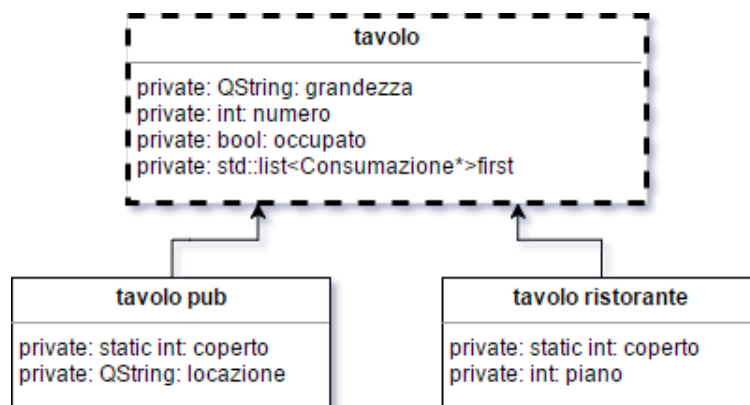 tavolo
private: QString: grandezza
private: int: numero
private: bool: occupato
private: std::list<Consumazione*>first
tavolo pub
private: static int: coperto
private: QString: locazione
tavolo ristorante
private: static int: coperto
private: int: piano